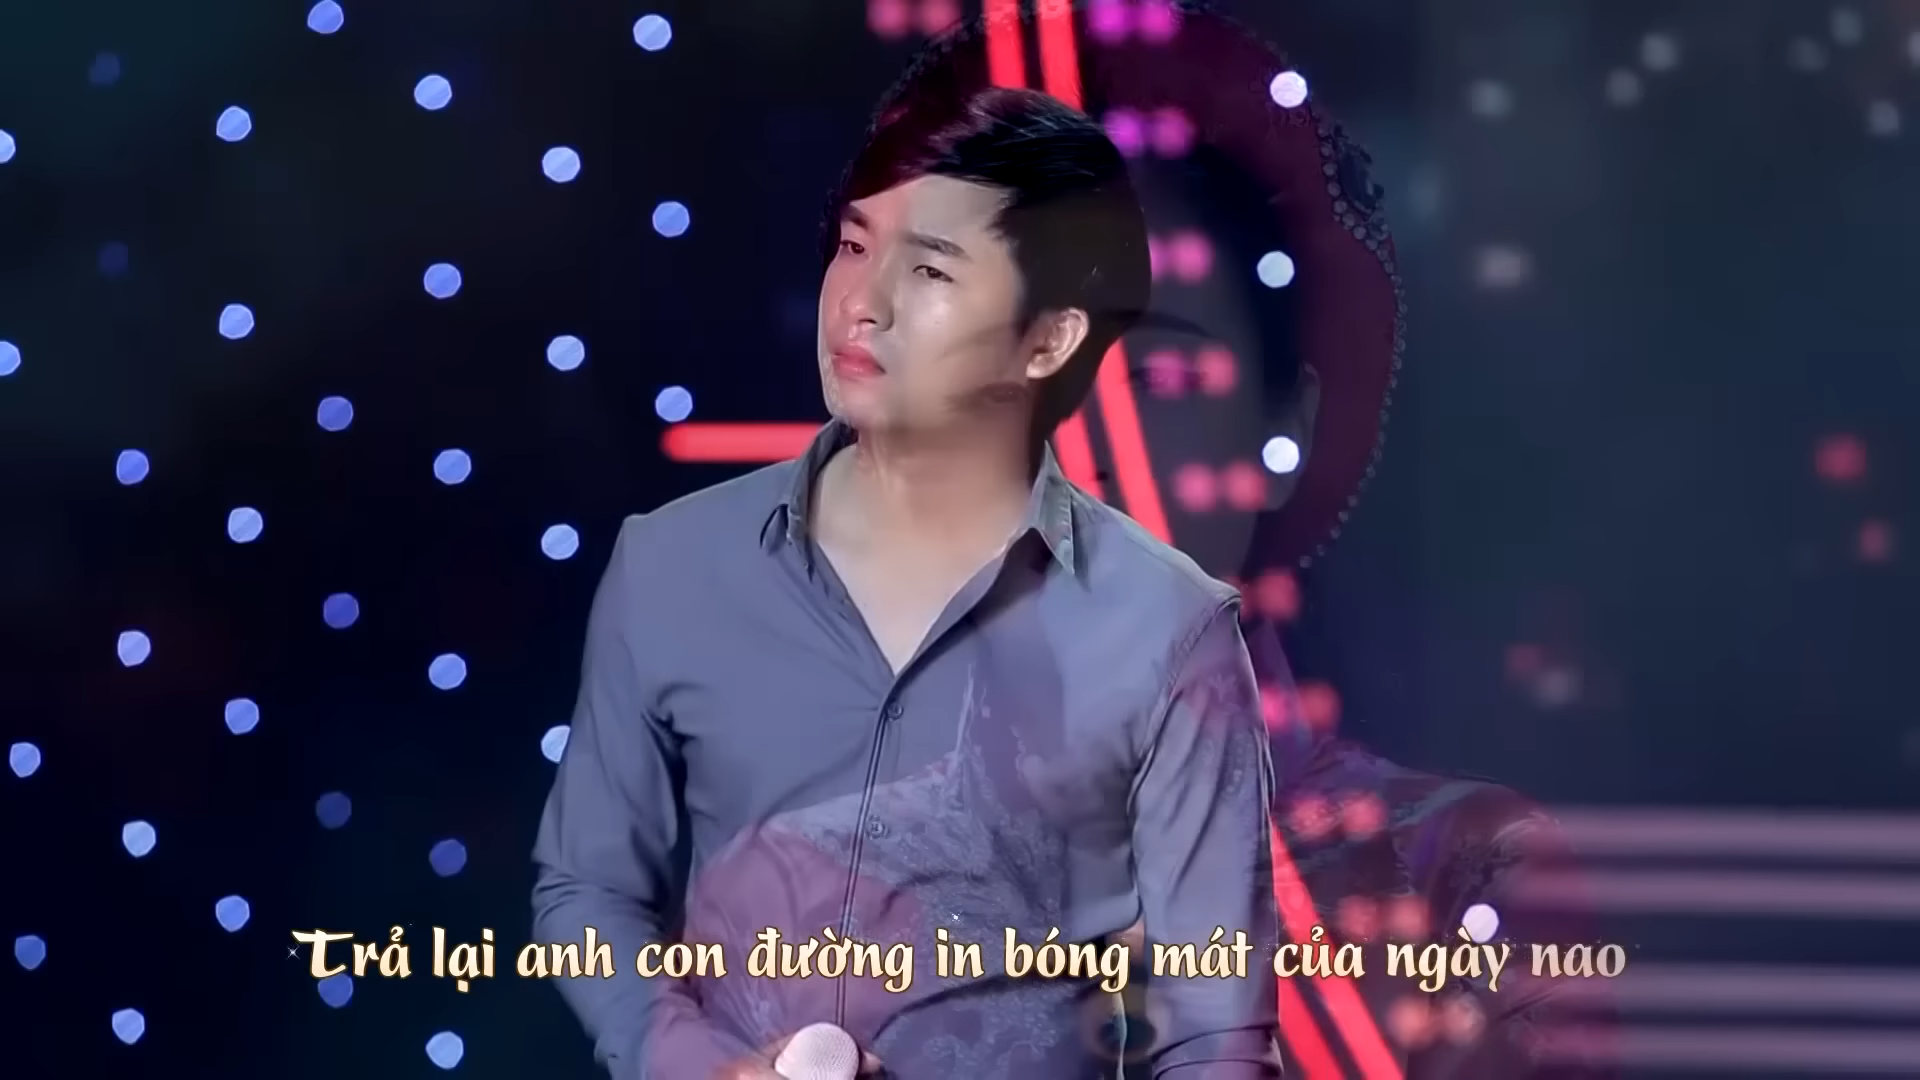 Trả lại anh con đường in bóng mát của ngày nao